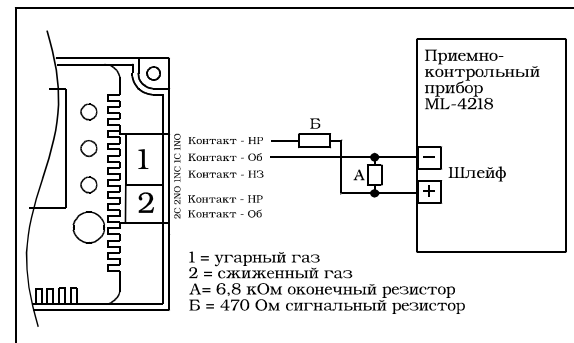 Приемно-
контрольный
прибор
ML-4218
Б
1
2
2C 2NO 1NC 1C 1NO
Контакт - НР
Контакт - Об
Контакт - НЗ
Контакт - НР
Контакт - Об
А
−
+
Шлейф
1 = угарный газ
2 = сжиженный газ
А= 6,8 кОм оконечный резистор
Б = 470 Ом сигнальный резистор